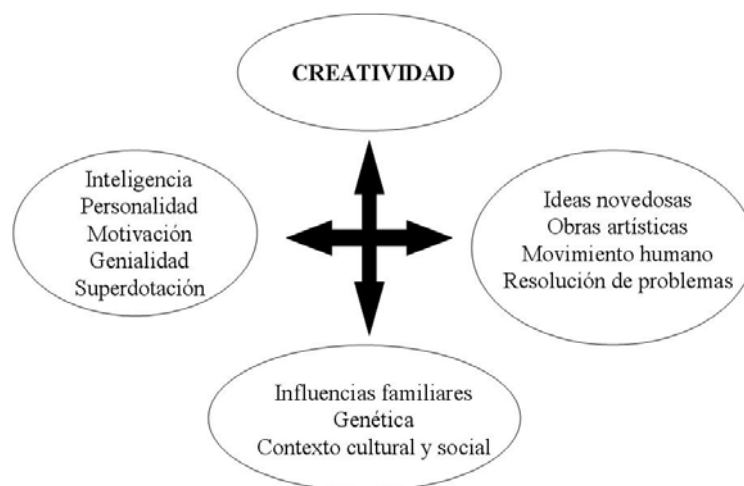 CREATIVIDAD
Inteligencia
Personalidad
Motivación
Genialidad
Superdotación
Ideas novedosas
Obras artísticas
Movimiento humano
Resolución de problemas
Influencias familiares
Genética
Contexto cultural y social